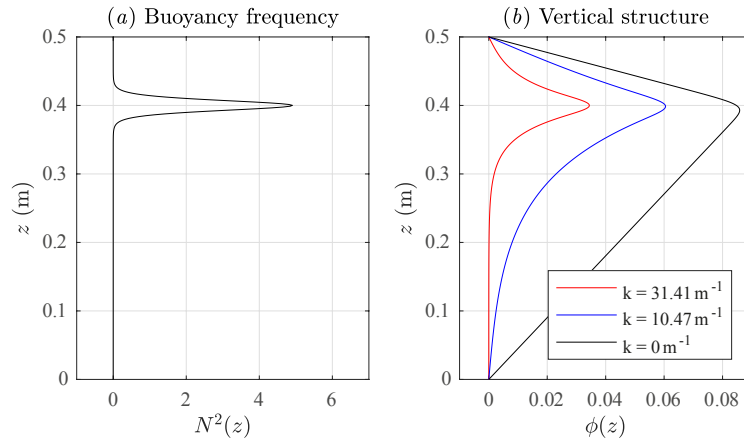 (a) Buoyancy frequency
0.5
0.4
0.3
0.2
0.1
0
z (m)
0 2 4 6
N²(z)
(b) Vertical structure
0.5
0.4
0.3
0.2
0.1
0
z (m)
k = 31.41 m⁻¹
k = 10.47 m⁻¹
k = 0 m⁻¹
0 0.02 0.04 0.06 0.08
ϕ(z)